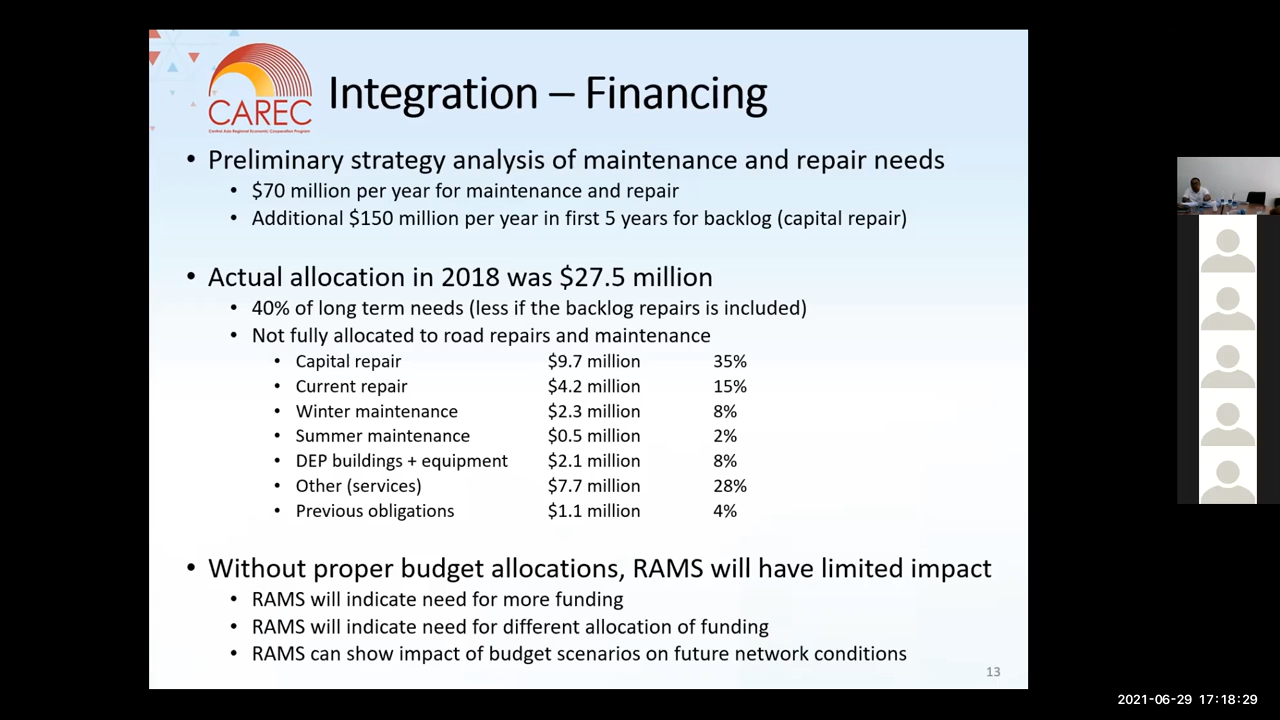 CAREC
Central Asia Regional Economic Cooperation Program
Integration – Financing
• Preliminary strategy analysis of maintenance and repair needs
• $70 million per year for maintenance and repair
• Additional $150 million per year in first 5 years for backlog (capital repair)
• Actual allocation in 2018 was $27.5 million
• 40% of long term needs (less if the backlog repairs is included)
• Not fully allocated to road repairs and maintenance
• Capital repair $9.7 million 35%
• Current repair $4.2 million 15%
• Winter maintenance $2.3 million 8%
• Summer maintenance $0.5 million 2%
• DEP buildings + equipment $2.1 million 8%
• Other (services) $7.7 million 28%
• Previous obligations $1.1 million 4%
• Without proper budget allocations, RAMS will have limited impact
• RAMS will indicate need for more funding
• RAMS will indicate need for different allocation of funding
• RAMS can show impact of budget scenarios on future network conditions
13
2021-06-29 17:18:29